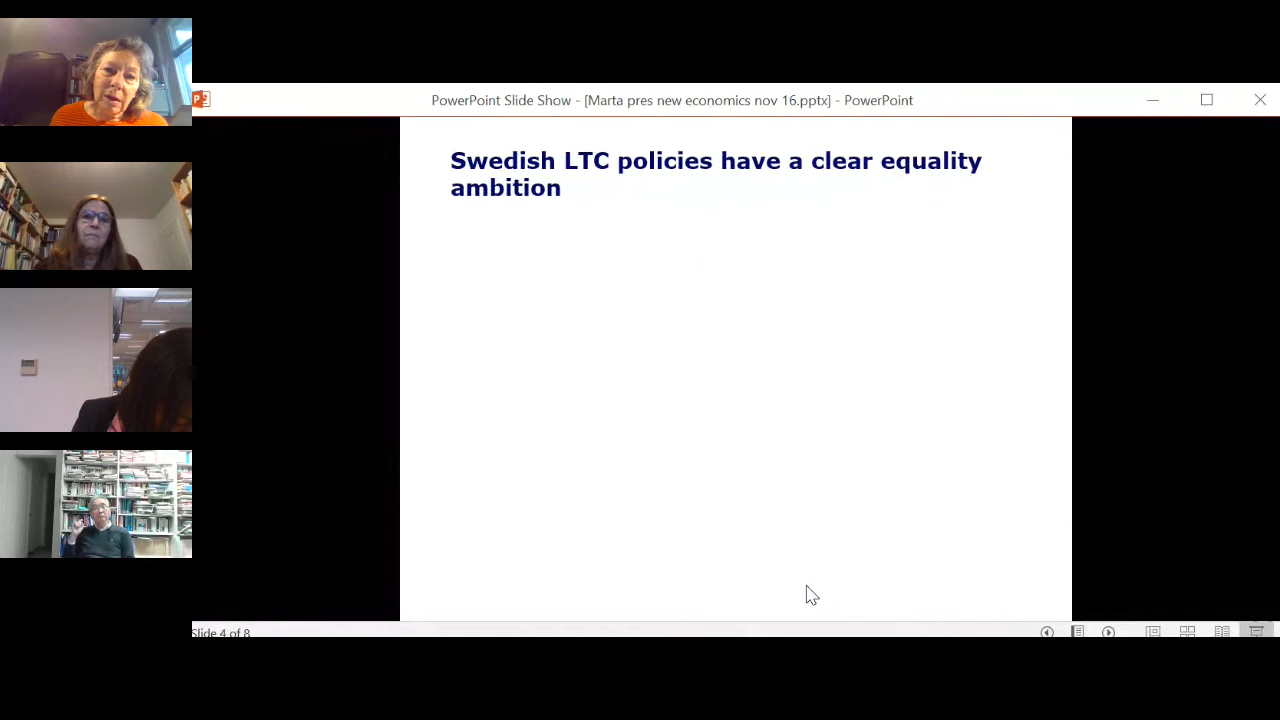 PowerPoint Slide Show - [Marta pres new economics nov 16.pptx] - PowerPoint
Swedish LTC policies have a clear equality
ambition
Slide 4 of 8